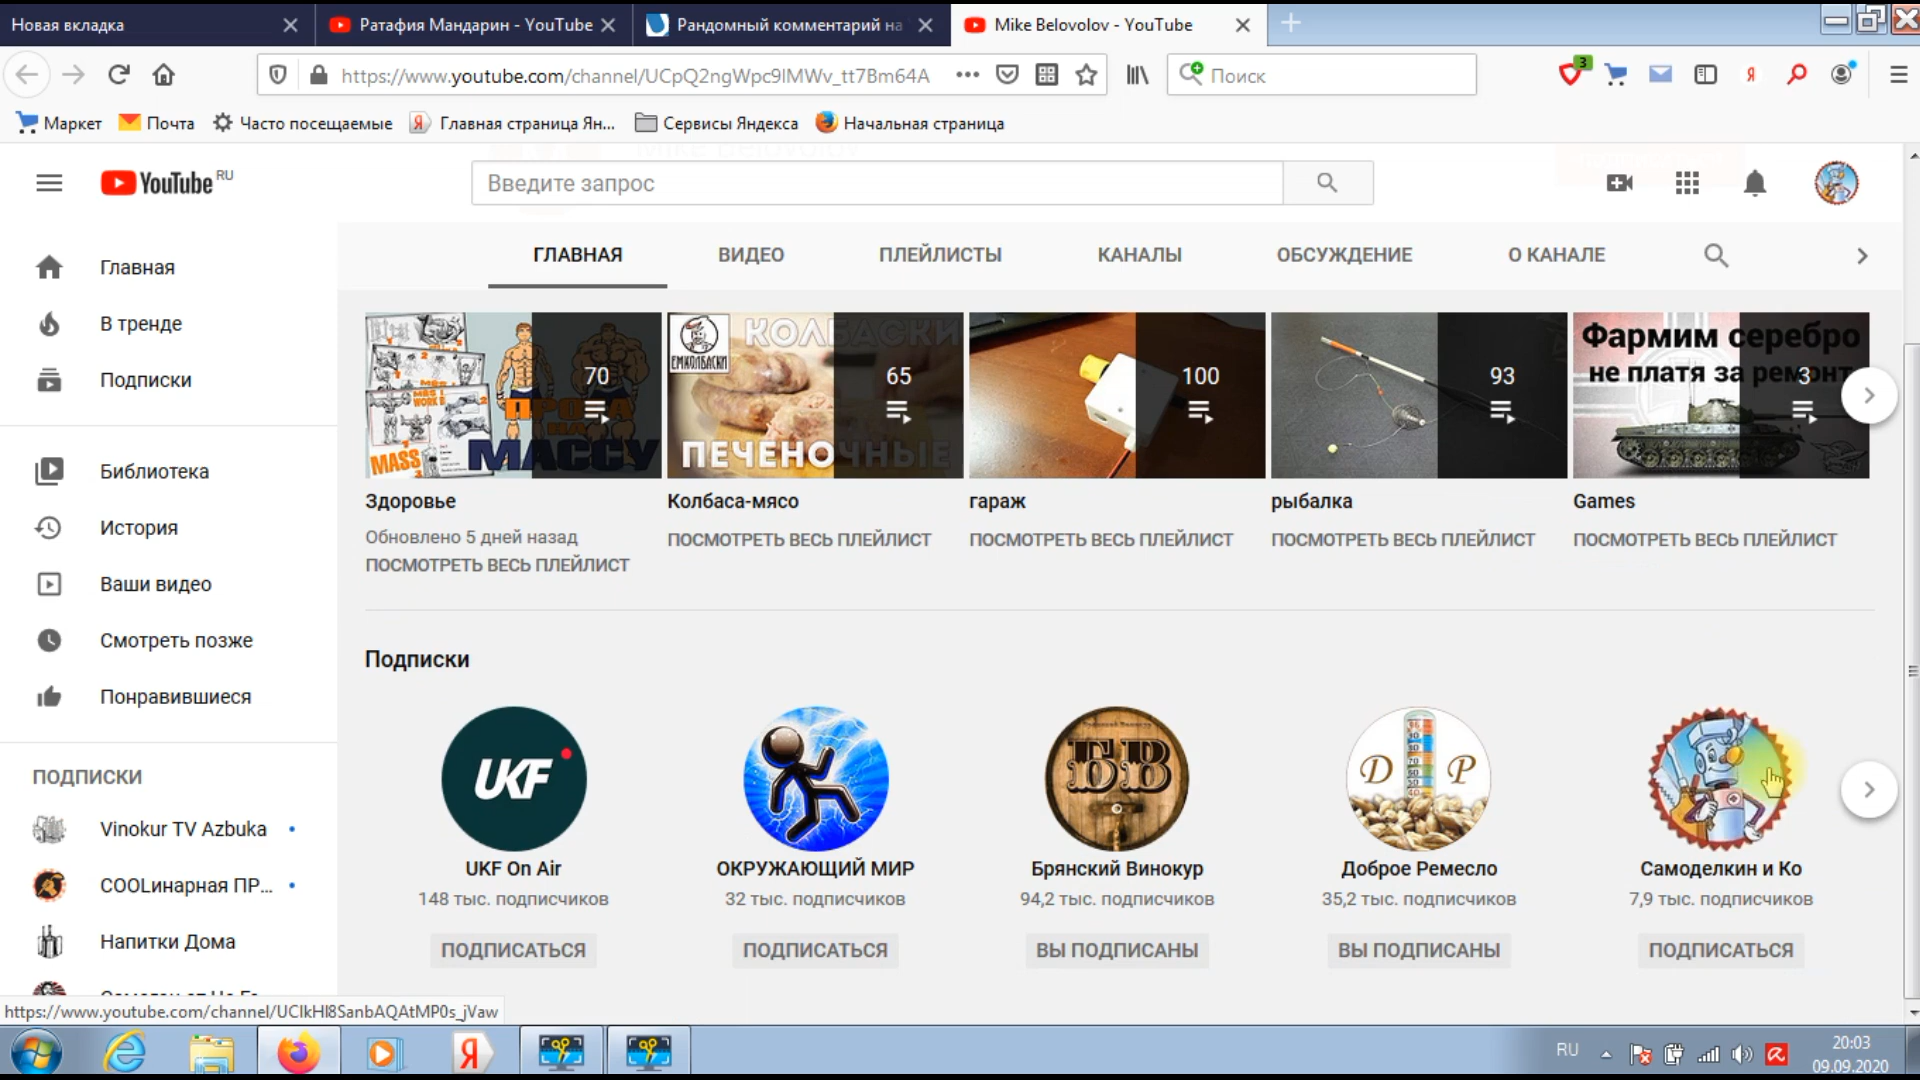 Новая вкладка
Ратафия Мандарин - YouTube
Рандомный комментарий на
Mike Belovolov - YouTube
https://www.youtube.com/channel/UCpQ2ngWpc9lMWv_tt7Bm64A
Поиск
3
Маркет
Почта
Часто посещаемые
Главная страница Ян...
Сервисы Яндекса
Начальная страница
YouTube RU
Введите запрос
Главная
В тренде
Подписки
Библиотека
История
Ваши видео
Смотреть позже
Понравившиеся
ПОДПИСКИ
Vinokur TV Azbuka
COOLинарная ПР...
Напитки Дома
ГЛАВНАЯ
ВИДЕО
ПЛЕЙЛИСТЫ
КАНАЛЫ
ОБСУЖДЕНИЕ
О КАНАЛЕ
MASS
МАССУ
70
Здоровье
Обновлено 5 дней назад
ПОСМОТРЕТЬ ВЕСЬ ПЛЕЙЛИСТ
КОЛБАСКИ
ЕМКОЛБАСКИ
ПЕЧЕНОЧНЫЕ
65
Колбаса-мясо
ПОСМОТРЕТЬ ВЕСЬ ПЛЕЙЛИСТ
100
гараж
ПОСМОТРЕТЬ ВЕСЬ ПЛЕЙЛИСТ
93
рыбалка
ПОСМОТРЕТЬ ВЕСЬ ПЛЕЙЛИСТ
Фармим серебро
не платя за ремонт
3
Games
ПОСМОТРЕТЬ ВЕСЬ ПЛЕЙЛИСТ
Подписки
UKF
UKF On Air
148 тыс. подписчиков
ПОДПИСАТЬСЯ
ОКРУЖАЮЩИЙ МИР
32 тыс. подписчиков
ПОДПИСАТЬСЯ
БВ
Брянский Винокур
94,2 тыс. подписчиков
ВЫ ПОДПИСАНЫ
D P
Доброе Ремесло
35,2 тыс. подписчиков
ВЫ ПОДПИСАНЫ
Самоделкин и Ко
7,9 тыс. подписчиков
ПОДПИСАТЬСЯ
https://www.youtube.com/channel/UCIkHl8SanbAQAtMP0s_jVaw
RU
20:03
09.09.2020